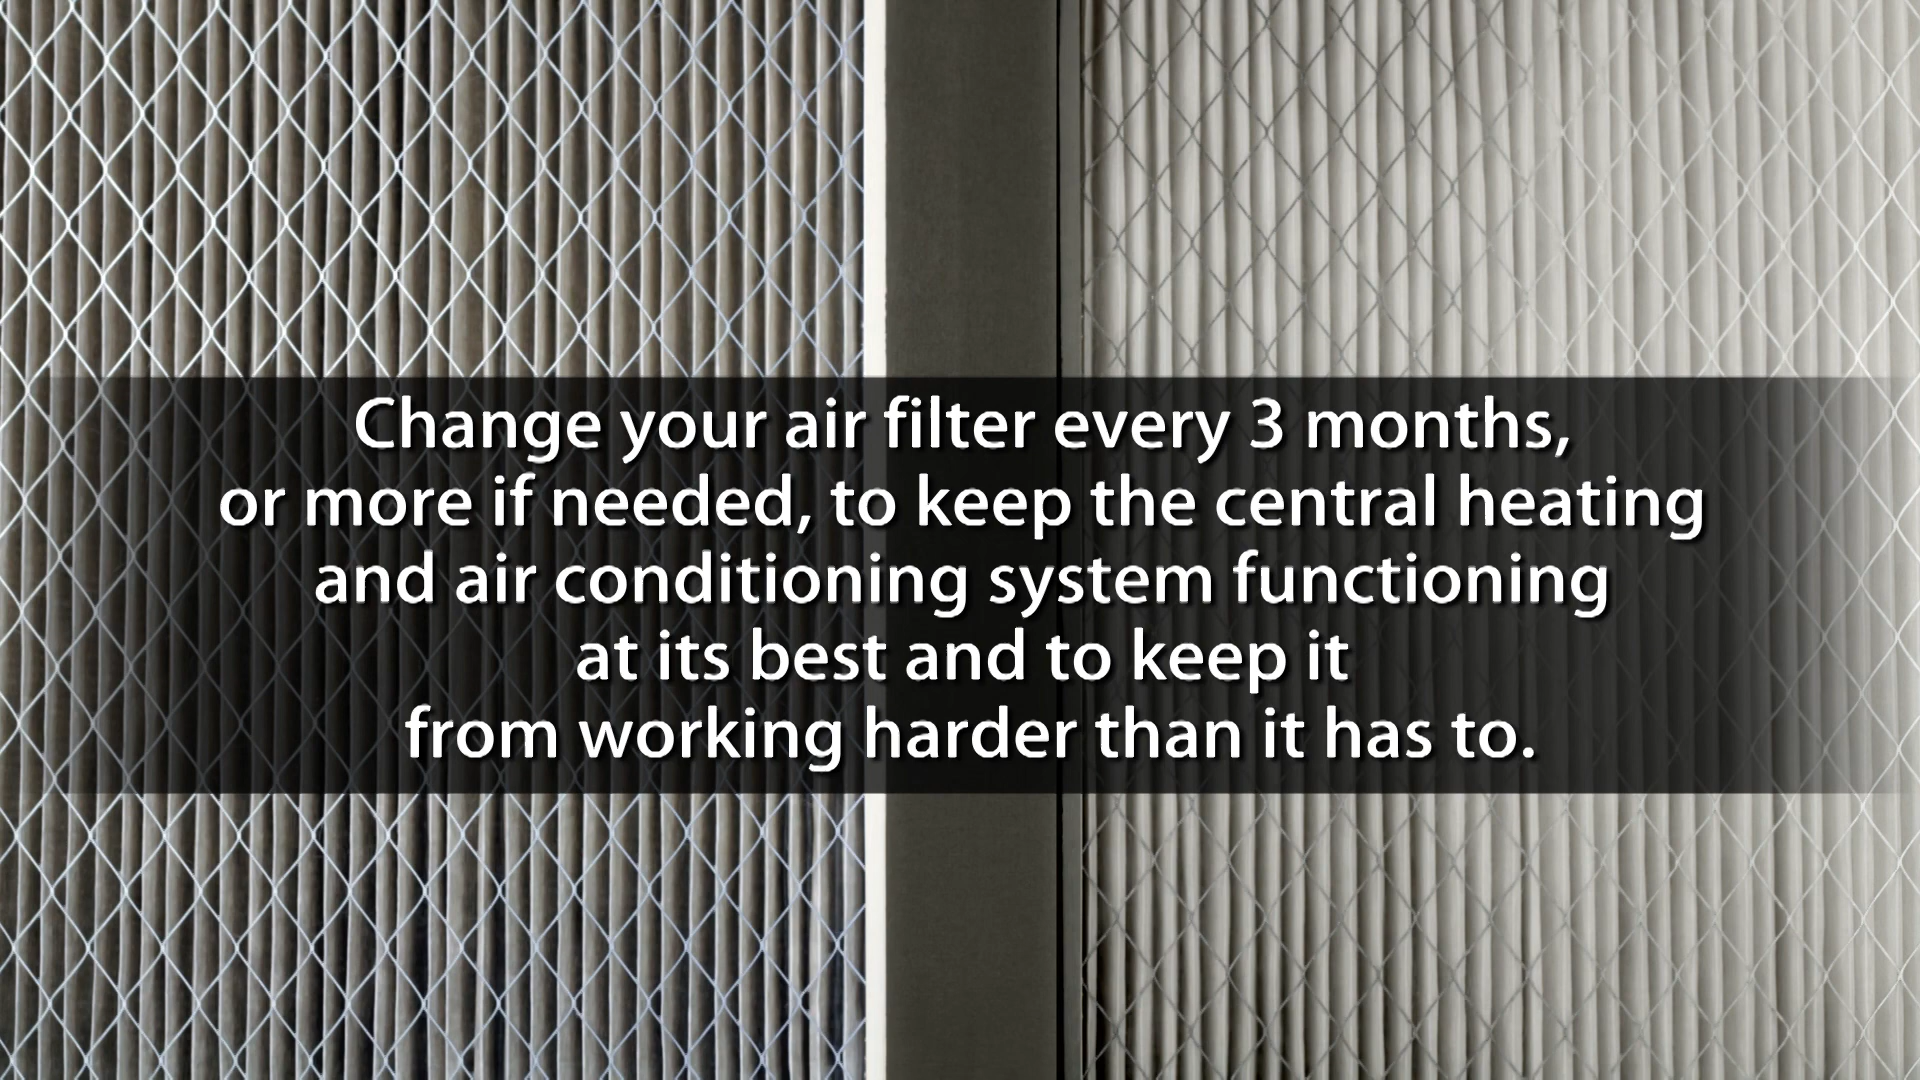 Change your air filter every 3 months,
or more if needed, to keep the central heating
and air conditioning system functioning
at its best and to keep it
from working harder than it has to.